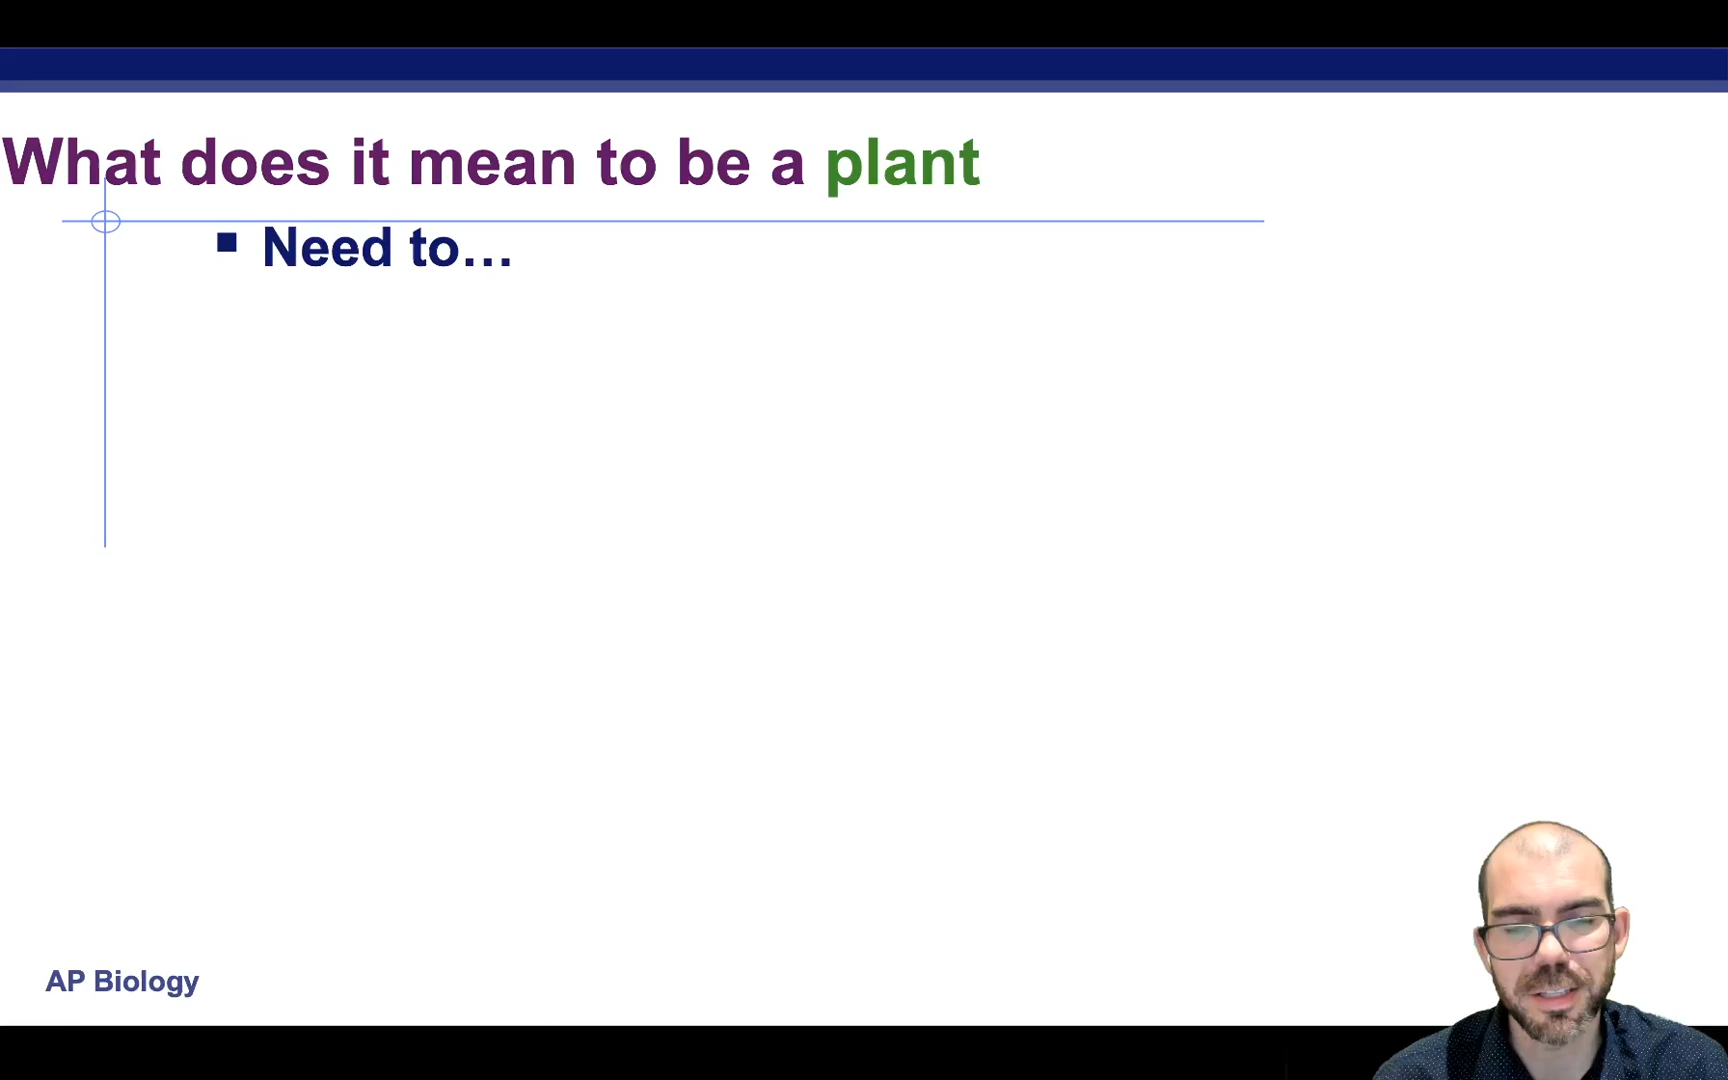 What does it mean to be a plant
■ Need to…
AP Biology